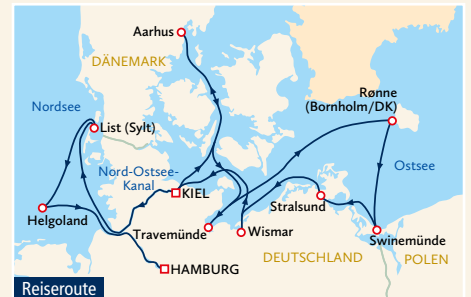 Aarhus
DÄNEMARK
Rønne
(Bornholm/DK)
Nordsee
List (Sylt)
Nord-Ostsee-
Kanal
KIEL
Ostsee
Helgoland
Stralsund
Travemünde
Wismar
Swinemünde
DEUTSCHLAND
POLEN
HAMBURG
Reiseroute